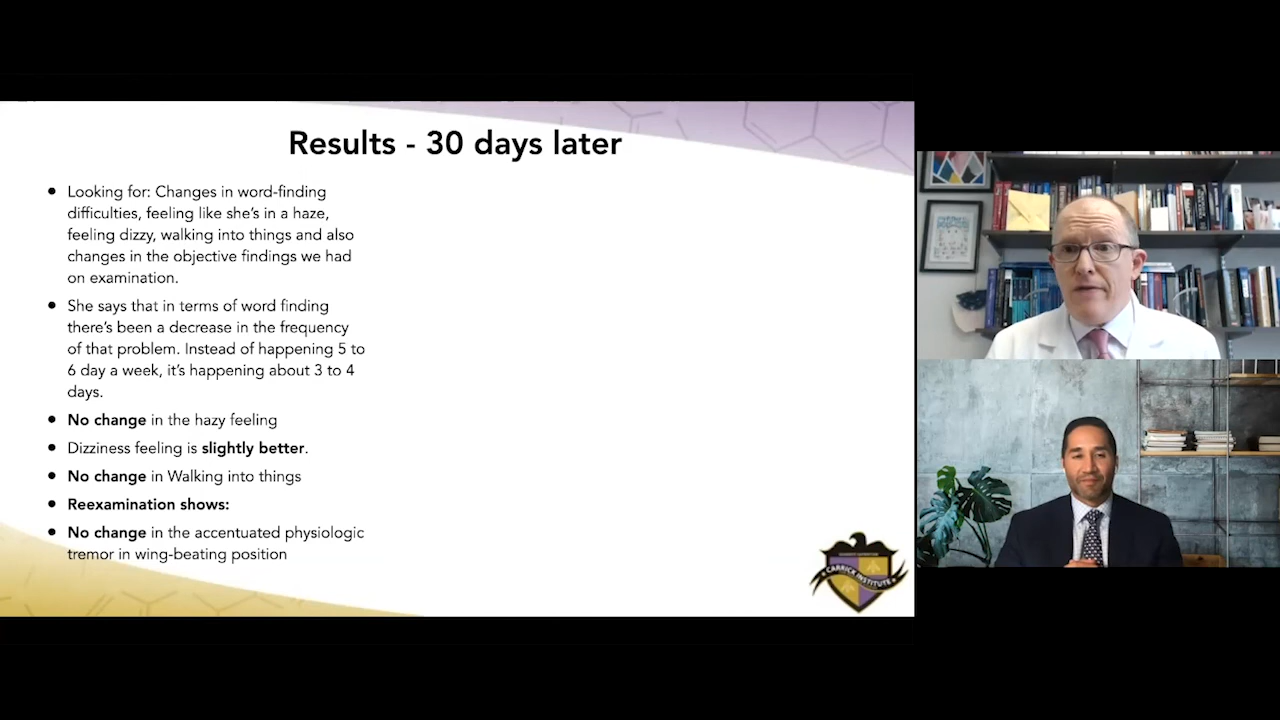 Results - 30 days later
• Looking for: Changes in word-finding
difficulties, feeling like she's in a haze,
feeling dizzy, walking into things and also
changes in the objective findings we had
on examination.
• She says that in terms of word finding
there's been a decrease in the frequency
of that problem. Instead of happening 5 to
6 day a week, it's happening about 3 to 4
days.
• No change in the hazy feeling
• Dizziness feeling is slightly better.
• No change in Walking into things
• Reexamination shows:
• No change in the accentuated physiologic
tremor in wing-beating position
CARRICK INSTITUTE